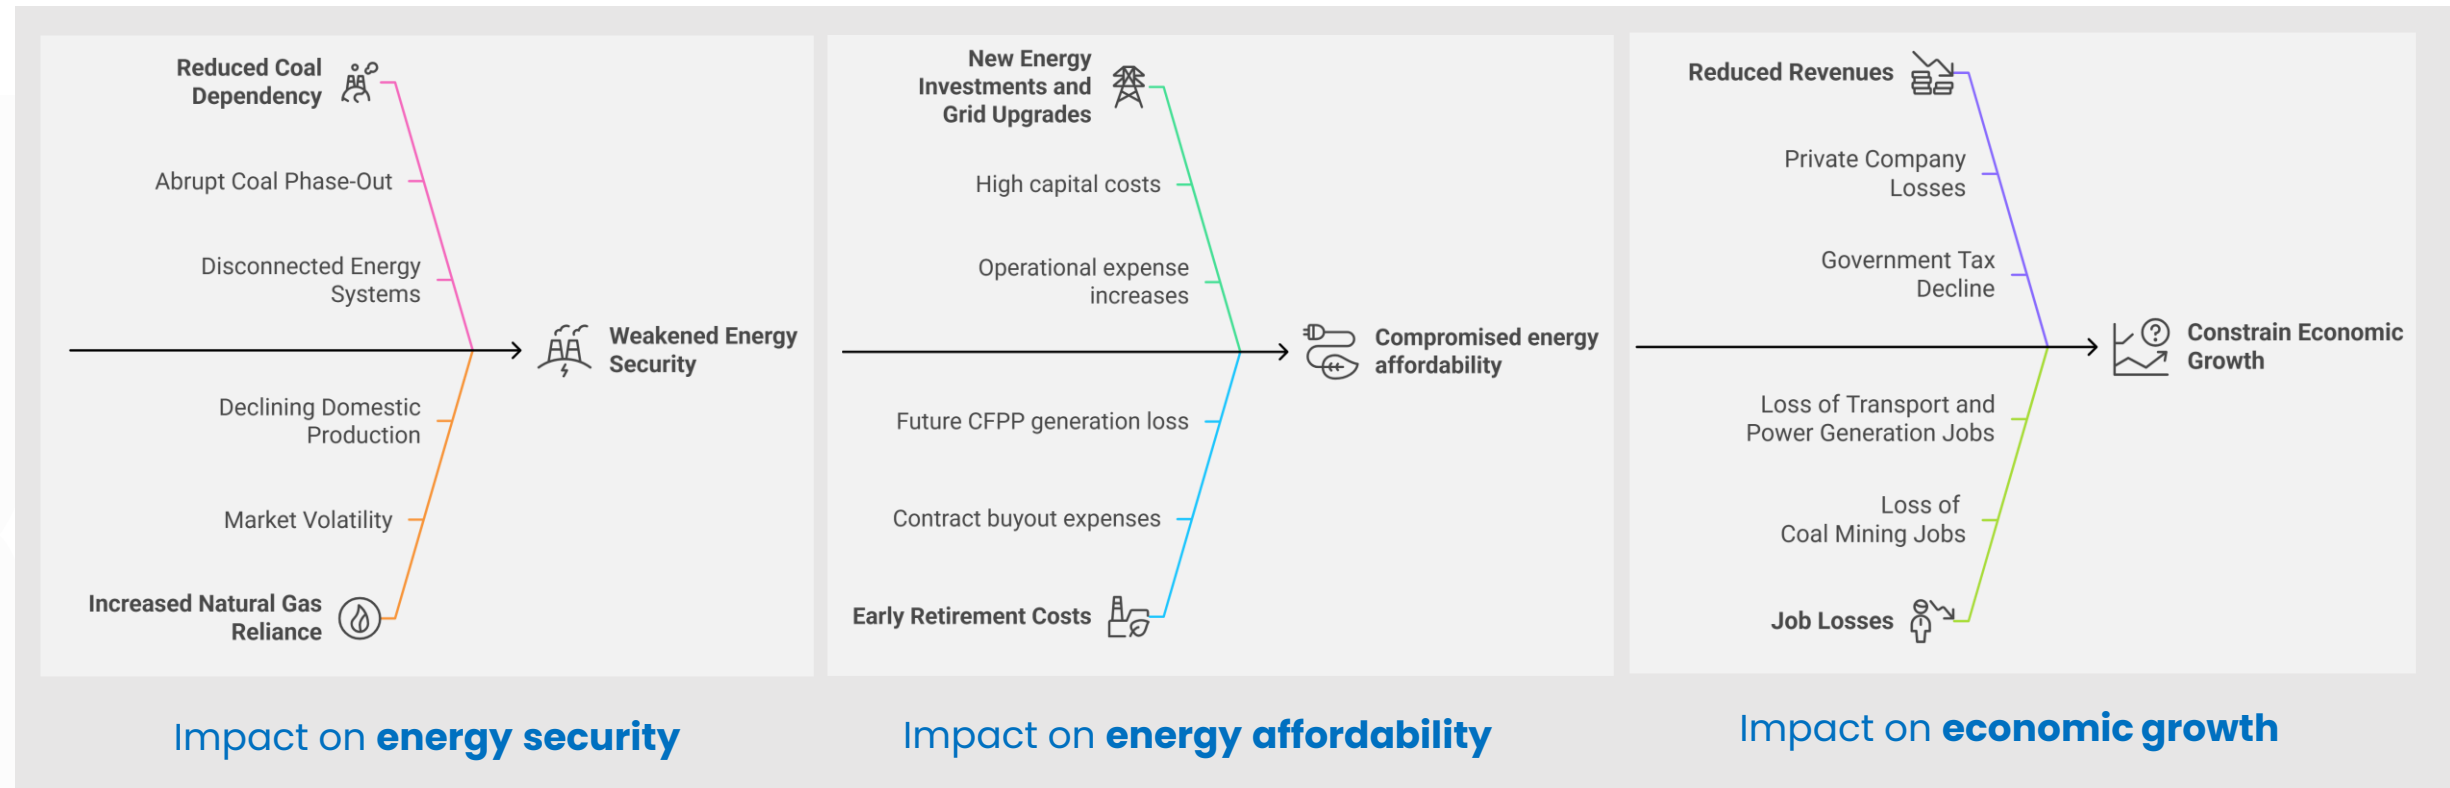 Reduced Coal
Dependency
Abrupt Coal Phase-Out
Disconnected Energy
Systems
Weakened Energy
Security
Declining Domestic
Production
Market Volatility
Increased Natural Gas
Reliance
Impact on energy security
New Energy
Investments and
Grid Upgrades
High capital costs
Operational expense
increases
Compromised energy
affordability
Future CFPP generation loss
Contract buyout expenses
Early Retirement Costs
Impact on energy affordability
Reduced Revenues
Private Company
Losses
Government Tax
Decline
Constrain Economic
Growth
Loss of Transport and
Power Generation Jobs
Loss of
Coal Mining Jobs
Job Losses
Impact on economic growth